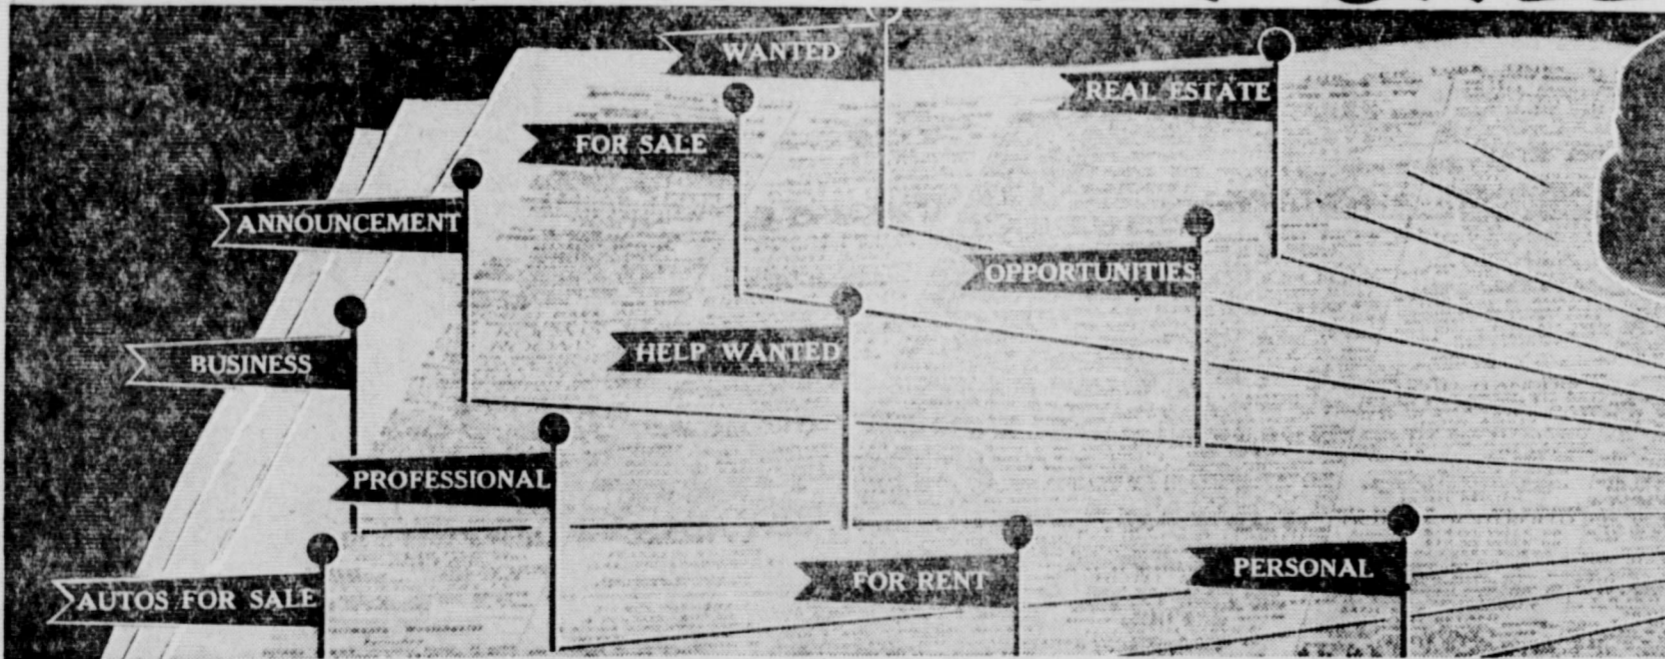 WANTED
REAL ESTATE
FOR SALE
ANNOUNCEMENT
OPPORTUNITIES
HELP WANTED
BUSINESS
PROFESSIONAL
PERSONAL
FOR RENT
AUTOS FOR SALE